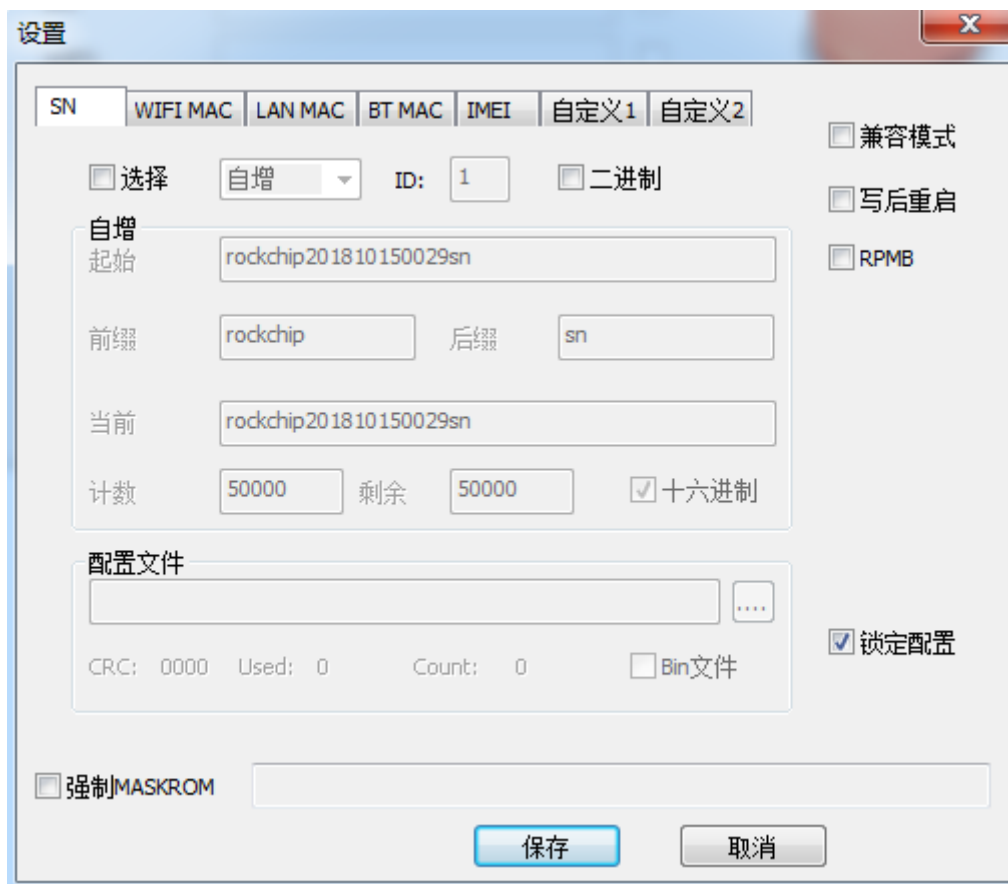 设置
X
SN WIFI MAC LAN MAC BT MAC IMEI 自定义1 自定义2
兼容模式
选择 自增 ID: 1 二进制
写后重启
自增
起始 rockchip201810150029sn
RPMB
前缀 rockchip 后缀 sn
当前 rockchip201810150029sn
计数 50000 剩余 50000 十六进制
配置文件
....
锁定配置
CRC: 0000 Used: 0 Count: 0 Bin文件
强制MASKROM
保存 取消